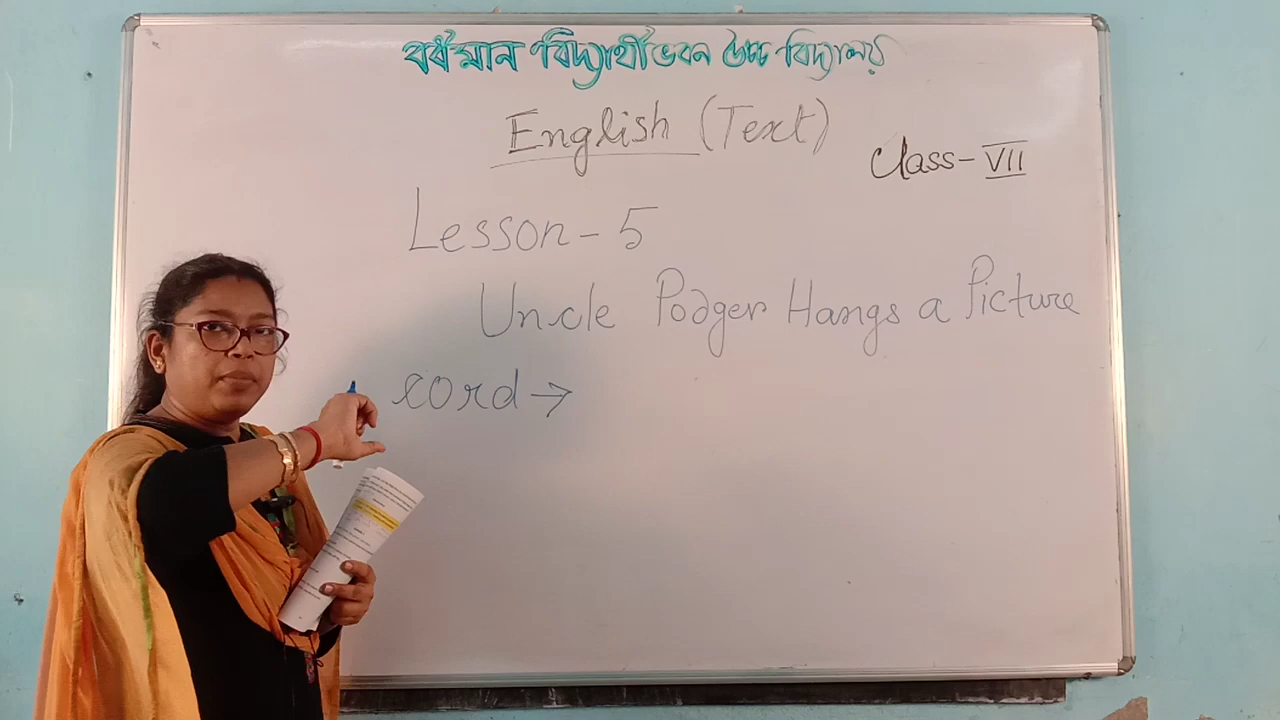 বর্ধমান বিদ্যার্থীভবন উচ্চ বিদ্যালয়
English (Text)
Class - VII
Lesson - 5
Uncle Podger Hangs a Picture
cord →